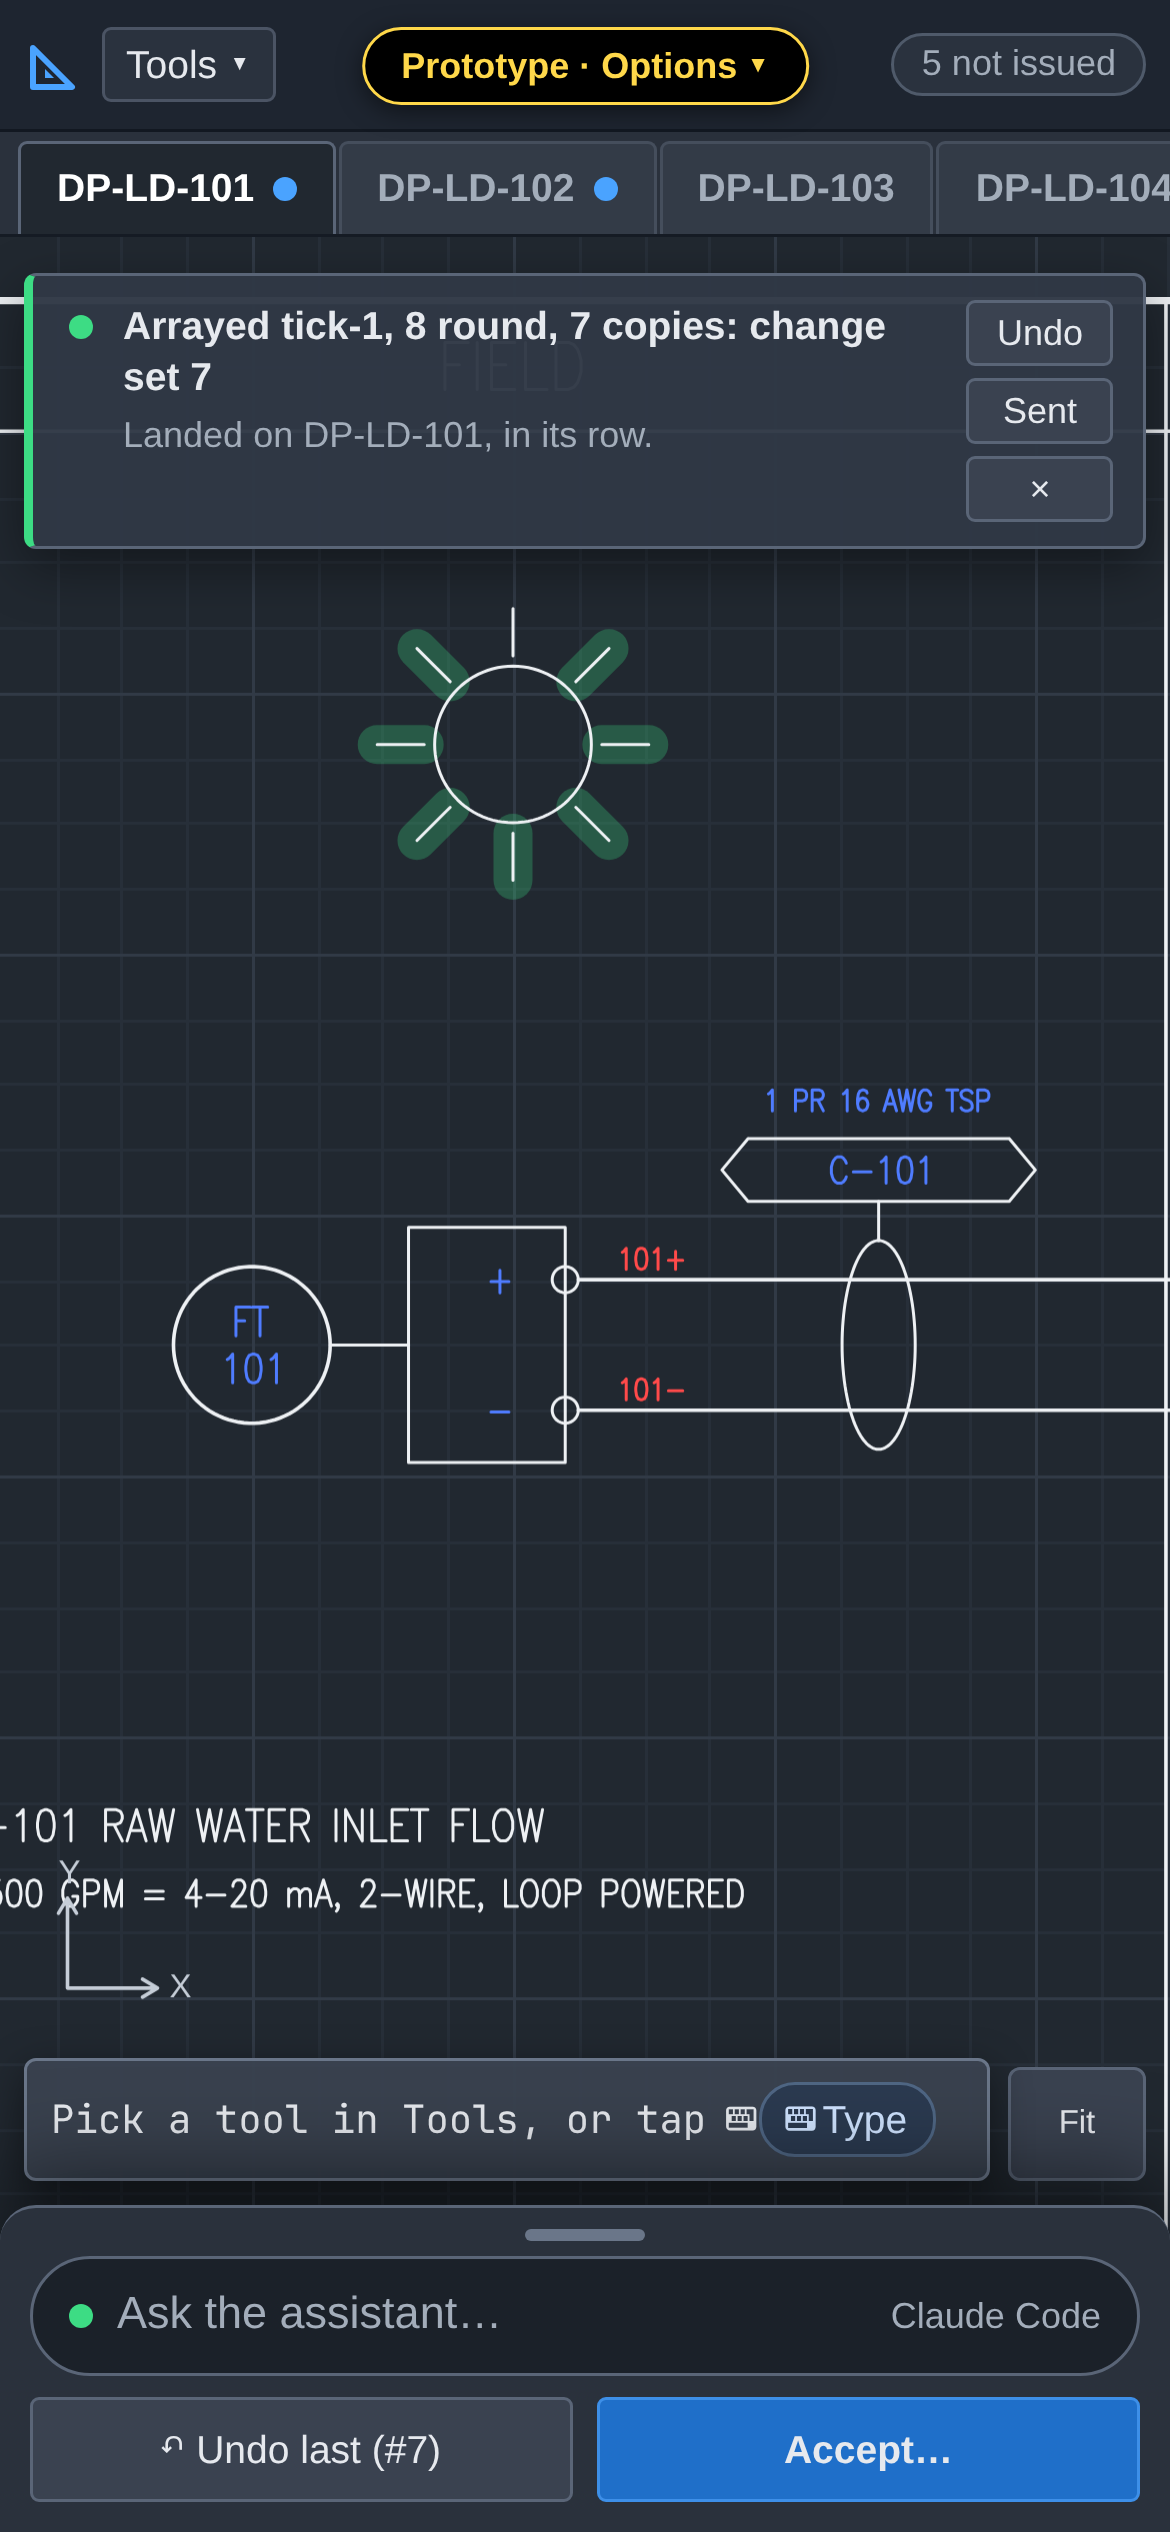 Tools ▼
Prototype · Options ▼
5 not issued
DP-LD-101
DP-LD-102
DP-LD-103
DP-LD-104
FIELD
Arrayed tick-1, 8 round, 7 copies: change
set 7
Landed on DP-LD-101, in its row.
Undo
Sent
×
1 PR 16 AWG TSP
C-101
101+
+
FT
101
101-
-
-101 RAW WATER INLET FLOW
Y
500 GPM = 4-20 mA, 2-WIRE, LOOP POWERED
X
Pick a tool in Tools, or tap ⌨
⌨ Type
Fit
Ask the assistant…
Claude Code
↶ Undo last (#7)
Accept…